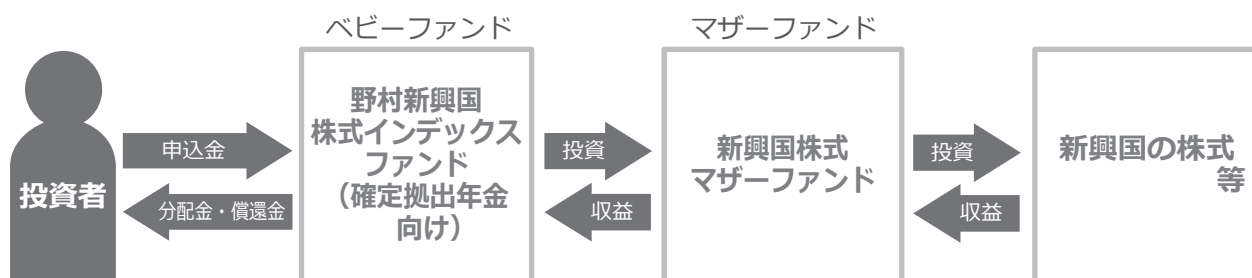 ベビーファンド
マザーファンド
投資者
申込金
分配金・償還金
野村新興国
株式インデックス
ファンド
（確定拠出年金
向け）
投資
収益
新興国株式
マザーファンド
投資
収益
新興国の株式
等